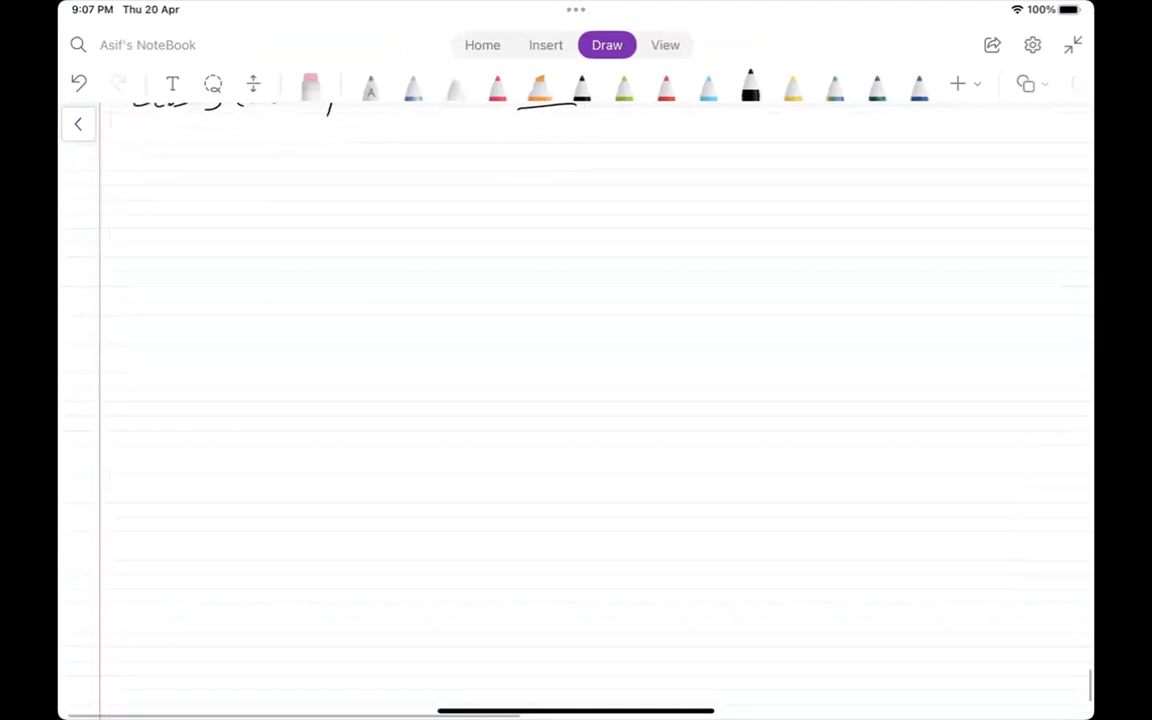 9:07 PM Thu 20 Apr
100%
Asif's NoteBook
Home Insert Draw View
T
A